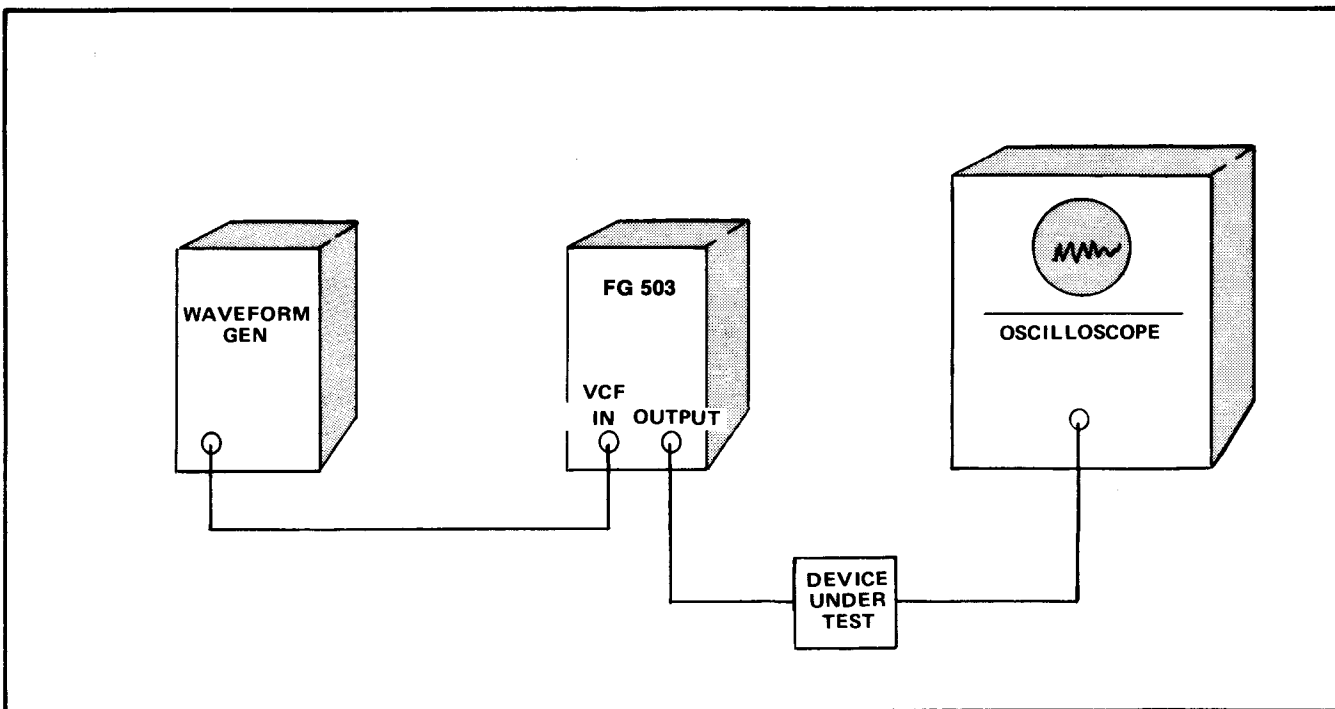 WAVEFORM
GEN
FG 503
VCF
IN OUTPUT
OSCILLOSCOPE
DEVICE
UNDER
TEST